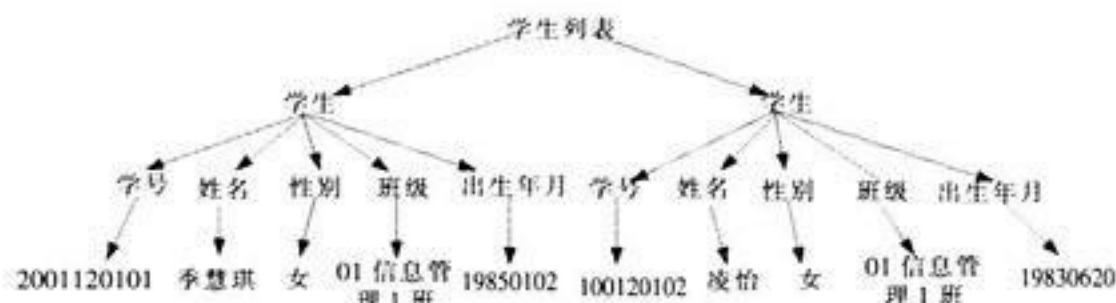 学生列表
学生 学生
学号 姓名 性别 班级 出生年月 学号 姓名 性别 班级 出生年月
2001120101 季慧琪 女 01 信息管 19850102 100120102 凌怡 女 01 信息管 19830620
理 1 班 理 1 班